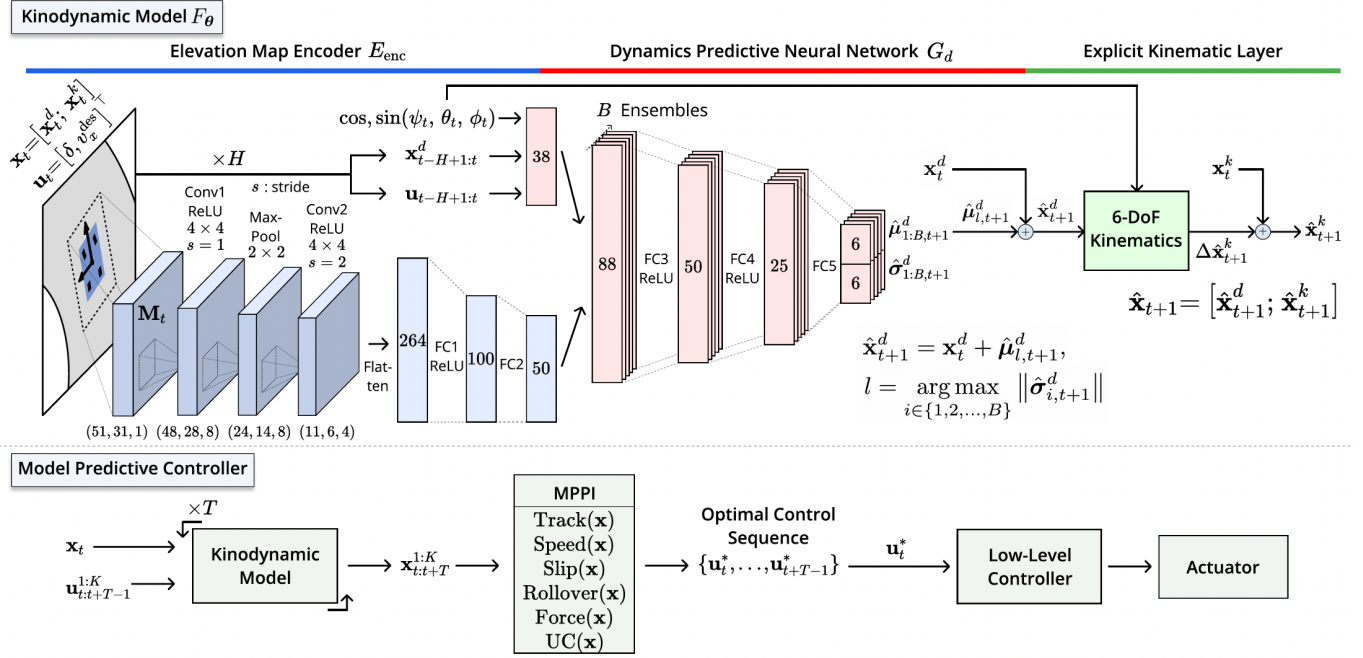 Kinodynamic Model F_θ
Elevation Map Encoder E_enc
Dynamics Predictive Neural Network G_d
Explicit Kinematic Layer
x_t=[x_t^d; x_t^k]
u_t=[δ, v_x^des]
×H
cos, sin(ψ_t, θ_t, ϕ_t)
x^d_{t−H+1:t}
u_{t−H+1:t}
38
s : stride
Conv1
ReLU
4 × 4
s = 1
Max-
Pool
2 × 2
Conv2
ReLU
4 × 4
s = 2
M_t
(51, 31, 1)
(48, 28, 8)
(24, 14, 8)
(11, 6, 4)
Flat-
ten
264
FC1
ReLU
100
FC2
50
B Ensembles
88
FC3
ReLU
50
FC4
ReLU
25
FC5
6
6
μ̂^d_{1:B,t+1}
σ̂^d_{1:B,t+1}
x_t^d
μ̂^d_{l,t+1}
+
x̂^d_{t+1}
6-DoF
Kinematics
x_t^k
Δx̂^k_{t+1}
+
x̂^k_{t+1}
x̂_{t+1}=[x̂^d_{t+1}; x̂^k_{t+1}]
x̂^d_{t+1} = x_t^d + μ̂^d_{l,t+1},
l = arg max_{i∈{1,2,...,B}} ‖σ̂^d_{i,t+1}‖
Model Predictive Controller
x_t
u^{1:K}_{t:t+T−1}
×T
Kinodynamic
Model
x^{1:K}_{t:t+T}
MPPI
Track(x)
Speed(x)
Slip(x)
Rollover(x)
Force(x)
UC(x)
Optimal Control
Sequence
{u_t^*,...,u^*_{t+T−1}}
u_t^*
Low-Level
Controller
Actuator